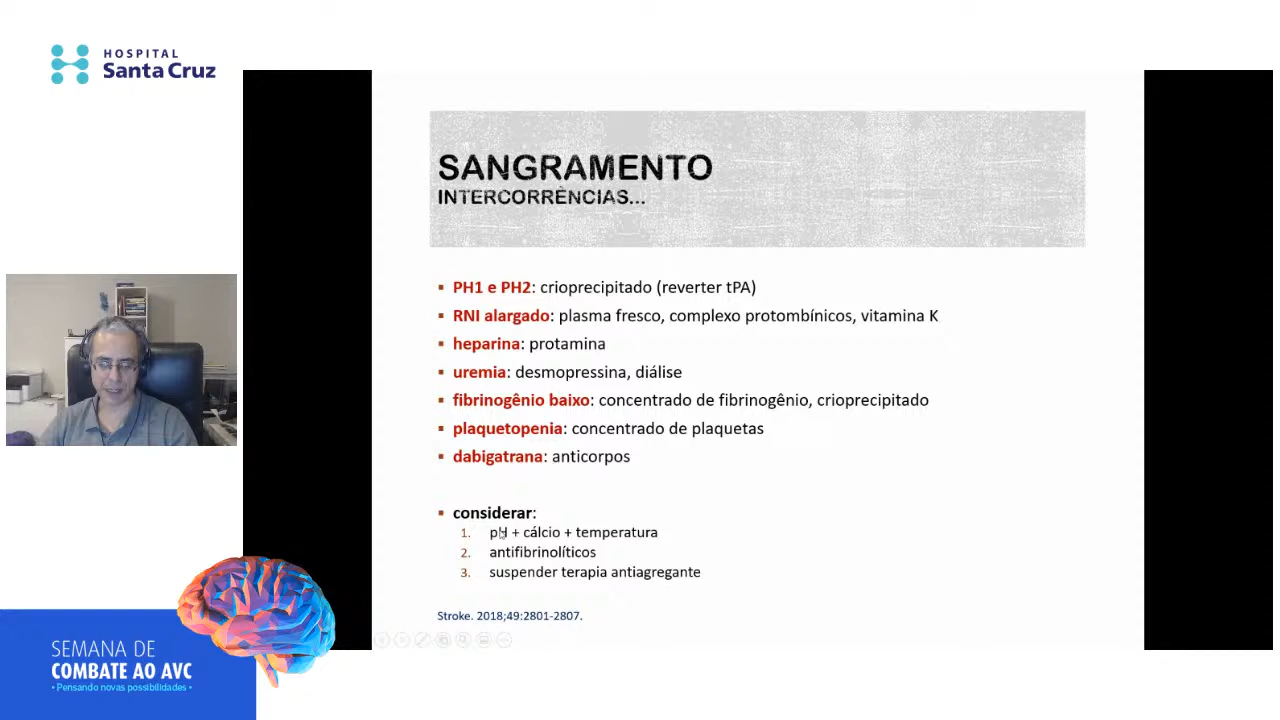 HOSPITAL
Santa Cruz
SANGRAMENTO
INTERCORRÊNCIAS...
▪ PH1 e PH2: crioprecipitado (reverter tPA)
▪ RNI alargado: plasma fresco, complexo protombínicos, vitamina K
▪ heparina: protamina
▪ uremia: desmopressina, diálise
▪ fibrinogênio baixo: concentrado de fibrinogênio, crioprecipitado
▪ plaquetopenia: concentrado de plaquetas
▪ dabigatrana: anticorpos
▪ considerar:
1. pH + cálcio + temperatura
2. antifibrinolíticos
3. suspender terapia antiagregante
Stroke. 2018;49:2801-2807.
SEMANA DE
COMBATE AO AVC
• Pensando novas possibilidades •